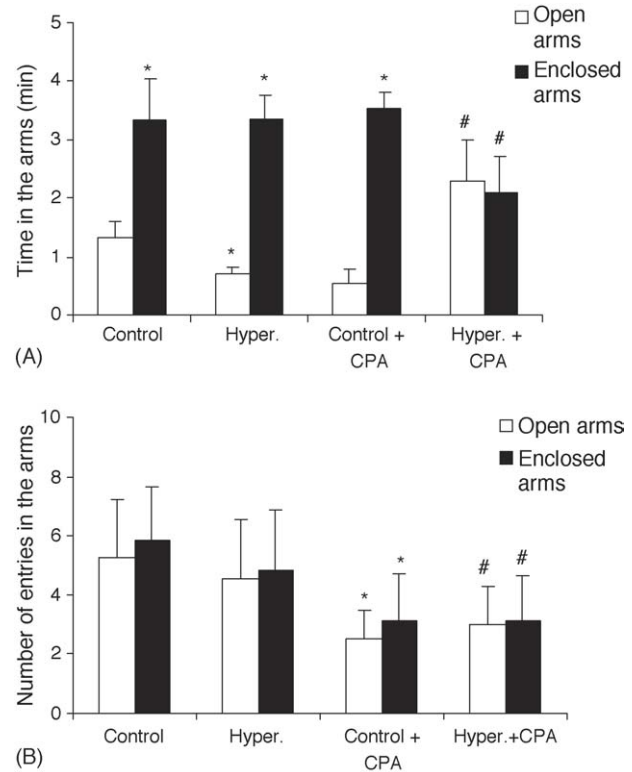 5
4
3
2
1
0
Time in the arms (min)
Open
arms
Enclosed
arms
*
*
*
*
#
#
Control
Hyper.
Control +
CPA
Hyper. +
CPA
(A)
10
8
6
4
2
0
Number of entries in the arms
Open arms
Enclosed
arms
*
*
#
#
Control
Hyper.
Control +
CPA
Hyper.+CPA
(B)